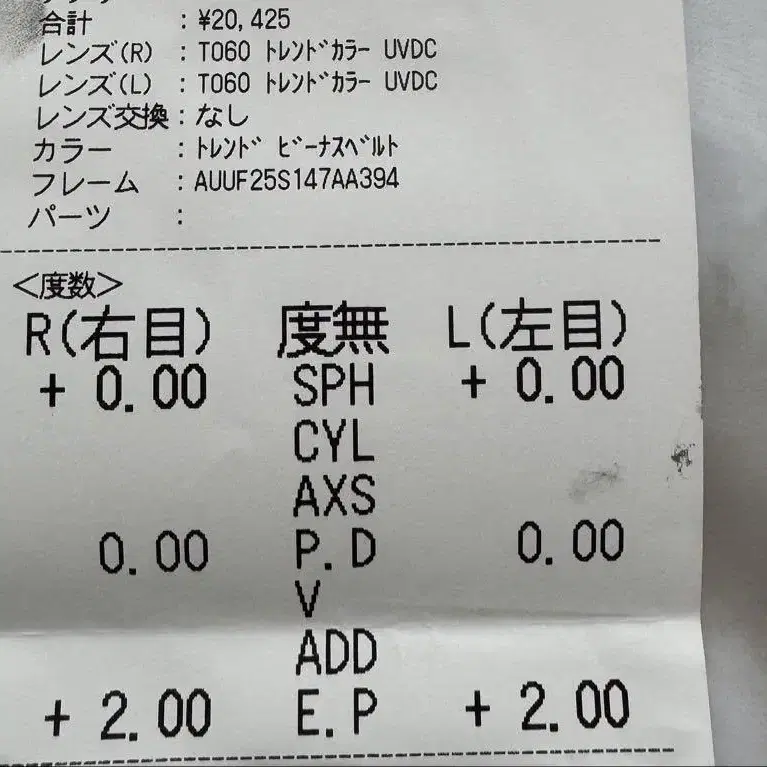 合計 : ¥20,425
レンズ(R) : T060 トレンドカラー UVDC
レンズ(L) : T060 トレンドカラー UVDC
レンズ交換 : なし
カラー : トレンド ビーナスベルト
フレーム : AUUF25S147AA394
パーツ :
<度数>
R(右目) 度無 L(左目)
+ 0.00 SPH + 0.00
CYL
AXS
0.00 P.D 0.00
V
ADD
+ 2.00 E.P + 2.00